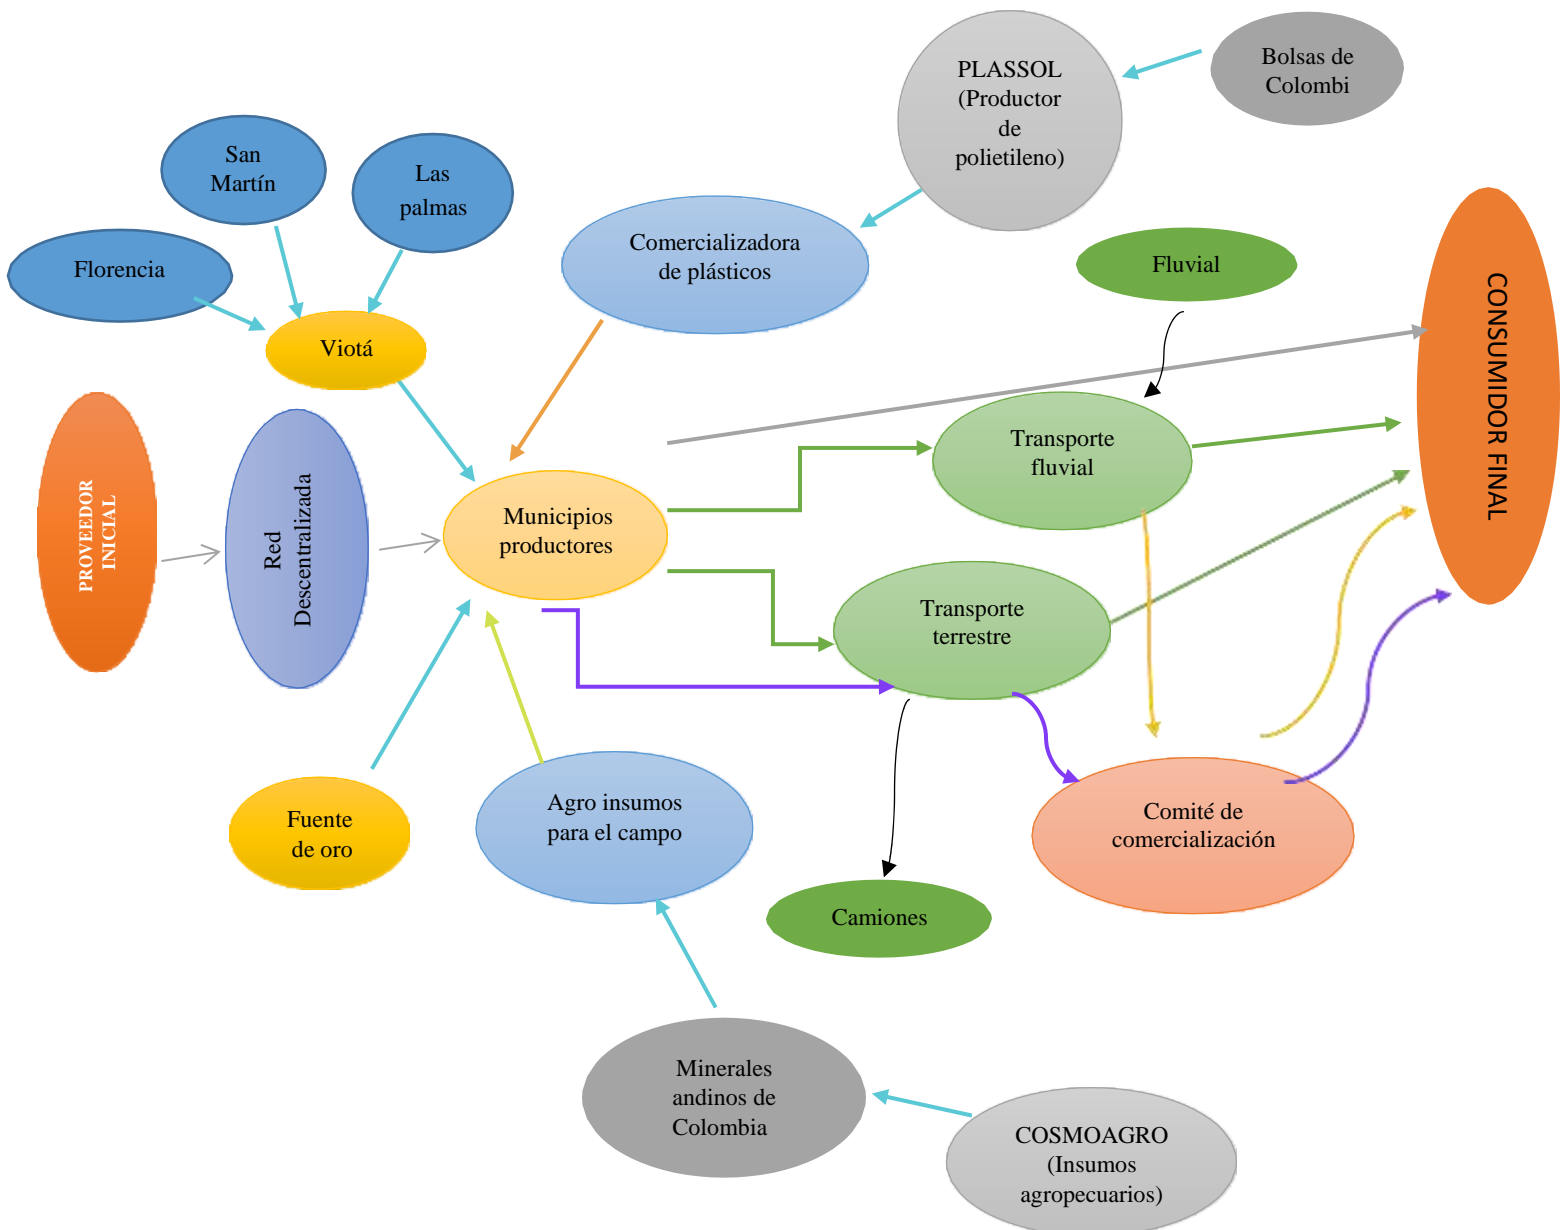 PLASSOL
(Productor
de
polietileno)
Bolsas de
Colombi
San
Martín
Las
palmas
Florencia
Comercializadora
de plásticos
Fluvial
Viotá
CONSUMIDOR FINAL
PROVEEDOR
INICIAL
Red
Descentralizada
Municipios
productores
Transporte
fluvial
Transporte
terrestre
Fuente
de oro
Agro insumos
para el campo
Comité de
comercialización
Camiones
Minerales
andinos de
Colombia
COSMOAGRO
(Insumos
agropecuarios)